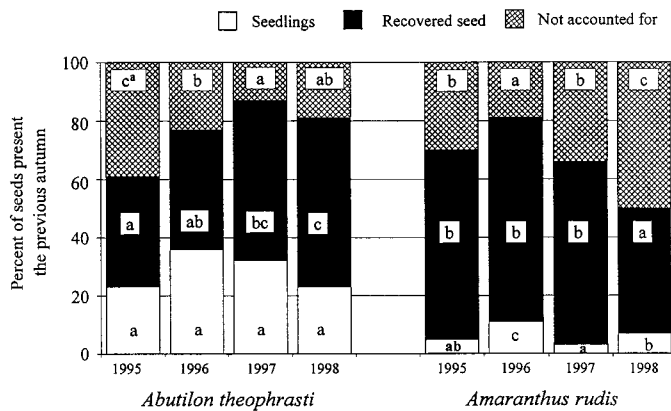 Seedlings Recovered seed Not accounted for
Percent of seeds present
the previous autumn
100
80
60
40
20
0
cᵃ b a ab b a b c
a ab bc c b b b a
a a a a ab c a b
1995 1996 1997 1998 1995 1996 1997 1998
Abutilon theophrasti Amaranthus rudis